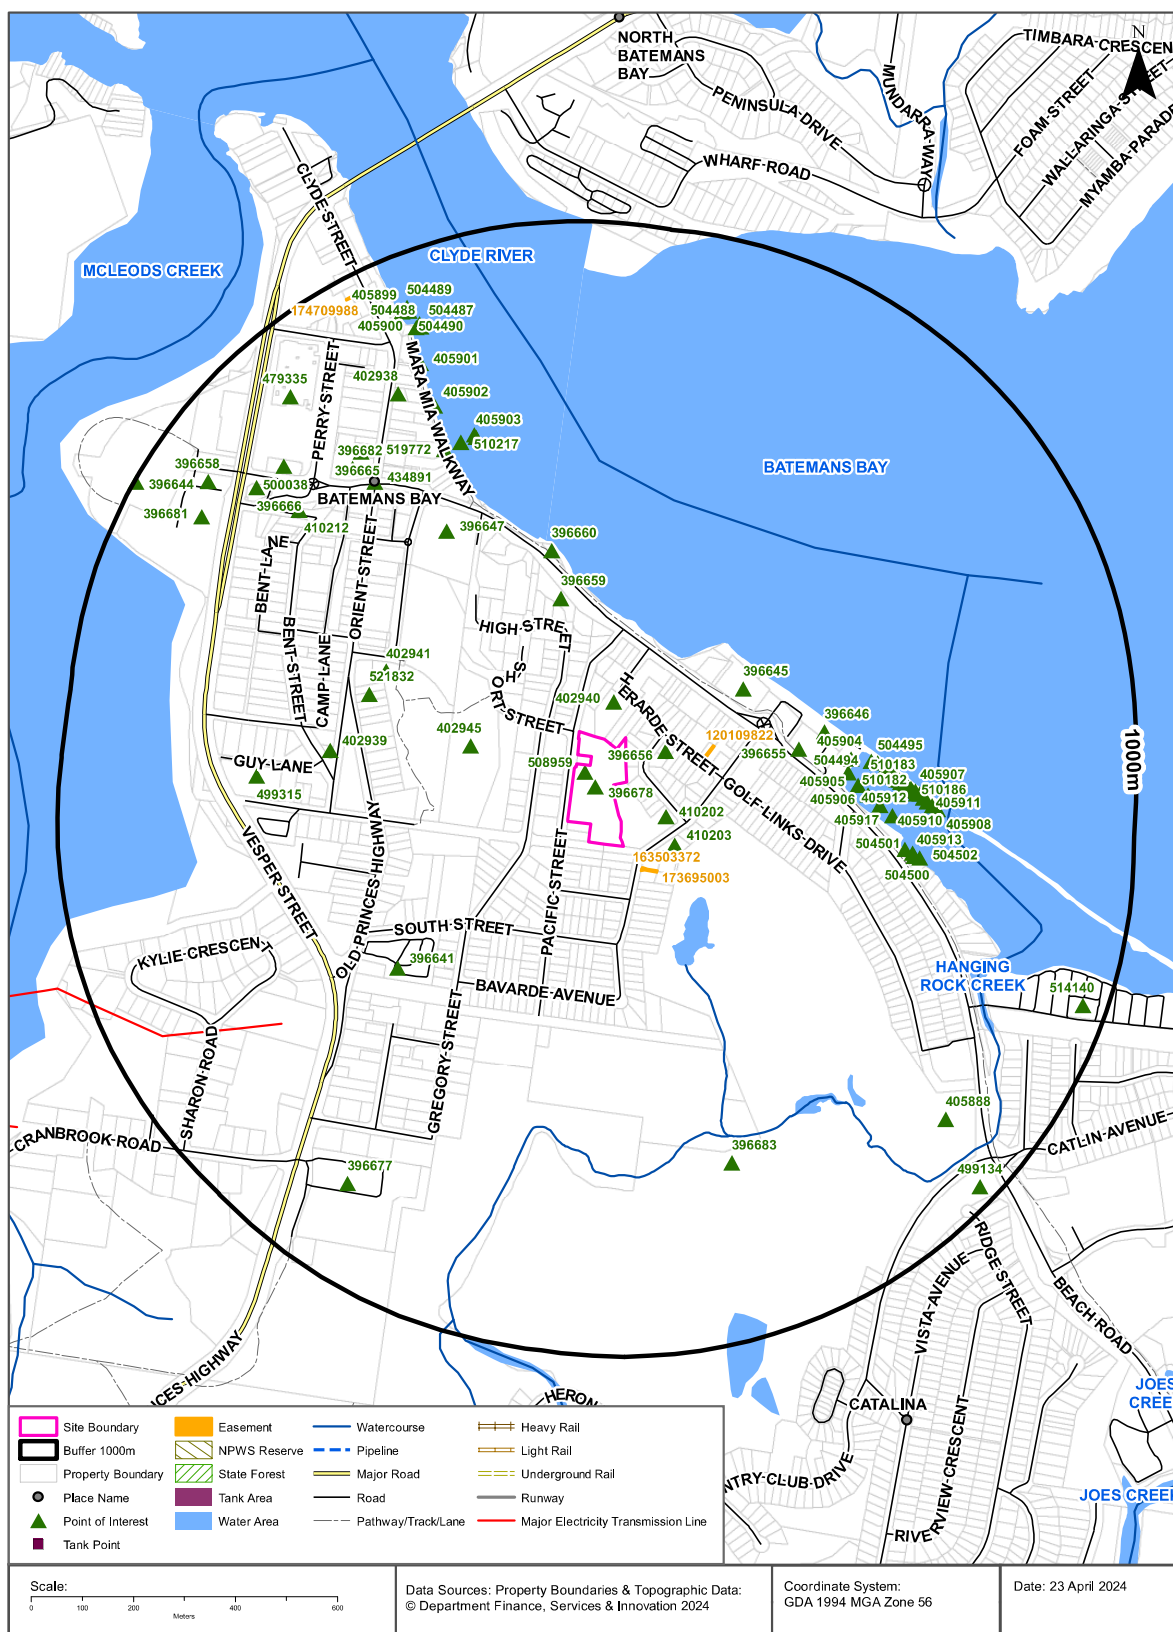 NORTH
BATEMANS
BAY
TIMBARA CRESCEN
N
PENINSULA DRIVE
MUNDARRA WAY
FOAM STREET
WALLARINGA STREET
MYAMBA PARADE
WHARF ROAD
CLYDE STREET
CLYDE RIVER
MCLEODS CREEK
405899
504489
174709988
504488
504487
405900
504490
MARA MIA WALKWAY
405901
PERRY STREET
479335
402938
405902
405903
510217
396682
519772
396658
396665
434891
BATEMANS BAY
396644
500038
BATEMANS BAY
396666
396681
410212
396647
396660
BENT LANE
ORIENT STREET
396659
HIGH STREET
BENT STREET
CAMP LANE
402941
521832
SHORT STREET
402940
HERARDE STREET
396645
396646
402939
402945
120109822
396656
396655
405904
504495
GUY LANE
508959
504494
510183
405907
499315
396678
405905
510182
510186
405906
405912
405911
GOLF LINKS DRIVE
410202
405917
405910
405908
410203
504501
405913
504502
504500
1000m
VESPER STREET
OLD PRINCES HIGHWAY
163503372
173695003
PACIFIC STREET
SOUTH STREET
KYLIE CRESCENT
396641
BAVARDE AVENUE
HANGING
ROCK CREEK
514140
SHARON ROAD
GREGORY STREET
405888
CRANBROOK ROAD
CATLIN AVENUE
396683
396677
499134
RIDGE STREET
VISTA AVENUE
BEACH ROAD
NCES HIGHWAY
HERON
JOES
CREE
CATALINA
NTRY CLUB DRIVE
RIVERVIEW CRESCENT
JOES CREEK
Site Boundary
Easement
Watercourse
Heavy Rail
Buffer 1000m
NPWS Reserve
Pipeline
Light Rail
Property Boundary
State Forest
Major Road
Underground Rail
Place Name
Tank Area
Road
Runway
Point of Interest
Water Area
Pathway/Track/Lane
Major Electricity Transmission Line
Tank Point
Scale:
0 100 200 400 600
Meters
Data Sources: Property Boundaries & Topographic Data:
© Department Finance, Services & Innovation 2024
Coordinate System:
GDA 1994 MGA Zone 56
Date: 23 April 2024